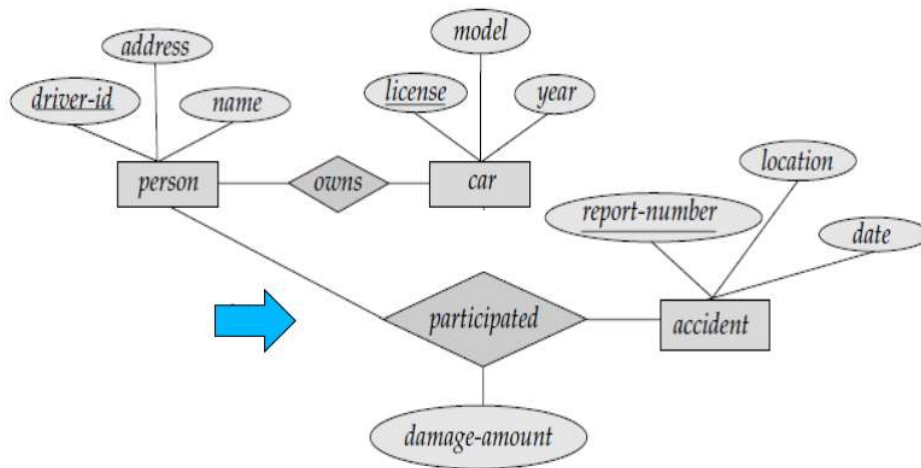 model
address
driver-id
name
license
year
person
owns
car
location
report-number
date
participated
accident
damage-amount